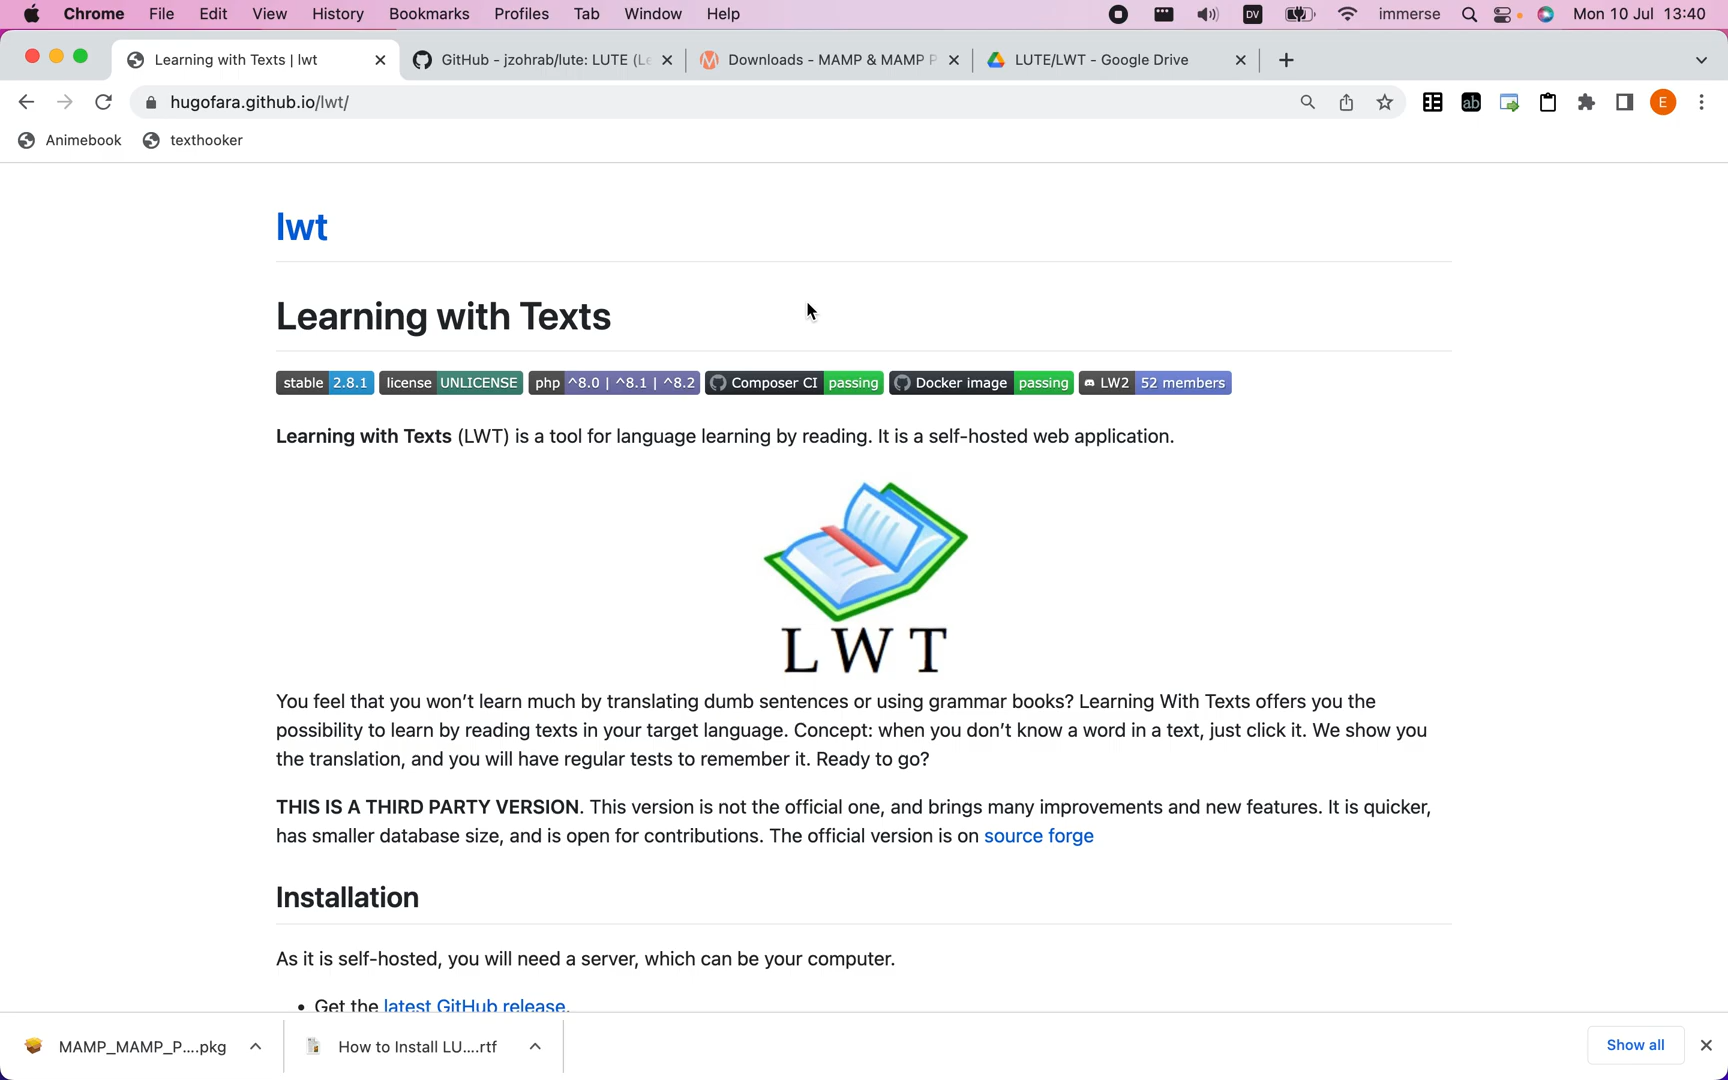 Chrome File Edit View History Bookmarks Profiles Tab Window Help DV immerse Mon 10 Jul 13:40
Learning with Texts | lwt
GitHub - jzohrab/lute: LUTE (Le
Downloads - MAMP & MAMP P
LUTE/LWT - Google Drive
hugofara.github.io/lwt/
ab
E
Animebook texthooker
lwt
Learning with Texts
stable 2.8.1 license UNLICENSE php ^8.0 | ^8.1 | ^8.2 Composer CI passing Docker image passing LW2 52 members
Learning with Texts (LWT) is a tool for language learning by reading. It is a self-hosted web application.
LWT
You feel that you won’t learn much by translating dumb sentences or using grammar books? Learning With Texts offers you the
possibility to learn by reading texts in your target language. Concept: when you don’t know a word in a text, just click it. We show you
the translation, and you will have regular tests to remember it. Ready to go?
THIS IS A THIRD PARTY VERSION. This version is not the official one, and brings many improvements and new features. It is quicker,
has smaller database size, and is open for contributions. The official version is on source forge
Installation
As it is self-hosted, you will need a server, which can be your computer.
• Get the latest GitHub release.
MAMP_MAMP_P....pkg
How to Install LU....rtf
Show all